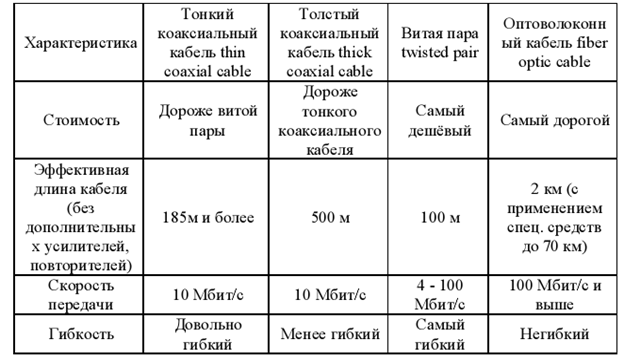 Характеристика
Тонкий
коаксиальный
кабель thin
coaxial cable
Толстый
коаксиальный
кабель thick
coaxial cable
Витая пара
twisted pair
Оптоволоконн
ый кабель fiber
optic cable
Стоимость
Дороже витой
пары
Дороже
тонкого
коаксиального
кабеля
Самый
дешёвый
Самый дорогой
Эффективная
длина кабеля
(без
дополнительны
х усилителей,
повторителей)
185м и более
500 м
100 м
2 км (с
применением
спец. средств
до 70 км)
Скорость
передачи
10 Мбит/с
10 Мбит/с
4 - 100
Мбит/с
100 Мбит/с и
выше
Гибкость
Довольно
гибкий
Менее гибкий
Самый
гибкий
Негибкий